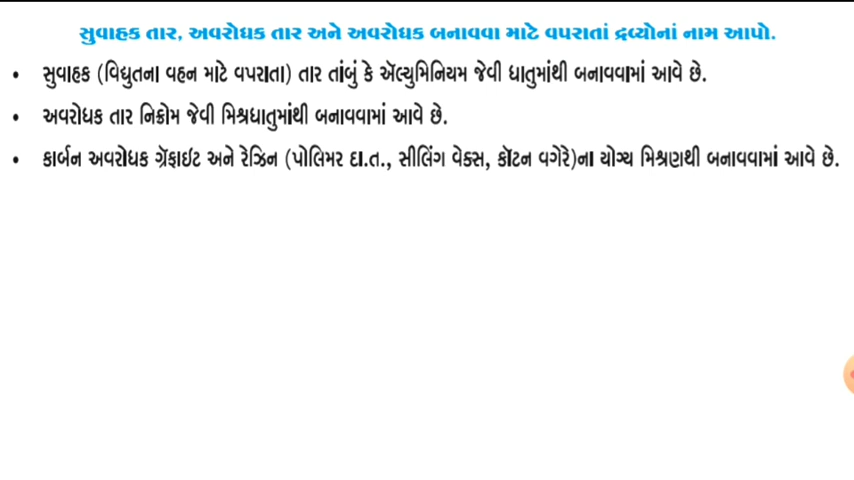 સુવાહક તાર, અવરોધક તાર અને અવરોધક બનાવવા માટે વપરાતાં દ્રવ્યોનાં નામ આપો.
• સુવાહક (વિદ્યુતના વહન માટે વપરાતા) તાર તાંબું કે ઍલ્યુમિનિયમ જેવી ધાતુમાંથી બનાવવામાં આવે છે.
• અવરોધક તાર નિક્રોમ જેવી મિશ્રધાતુમાંથી બનાવવામાં આવે છે.
• કાર્બન અવરોધક ગ્રૅફાઇટ અને રેઝિન (પોલિમર દા.ત., સીલિંગ વેક્સ, કૉટન વગેરે)ના યોગ્ય મિશ્રણથી બનાવવામાં આવે છે.